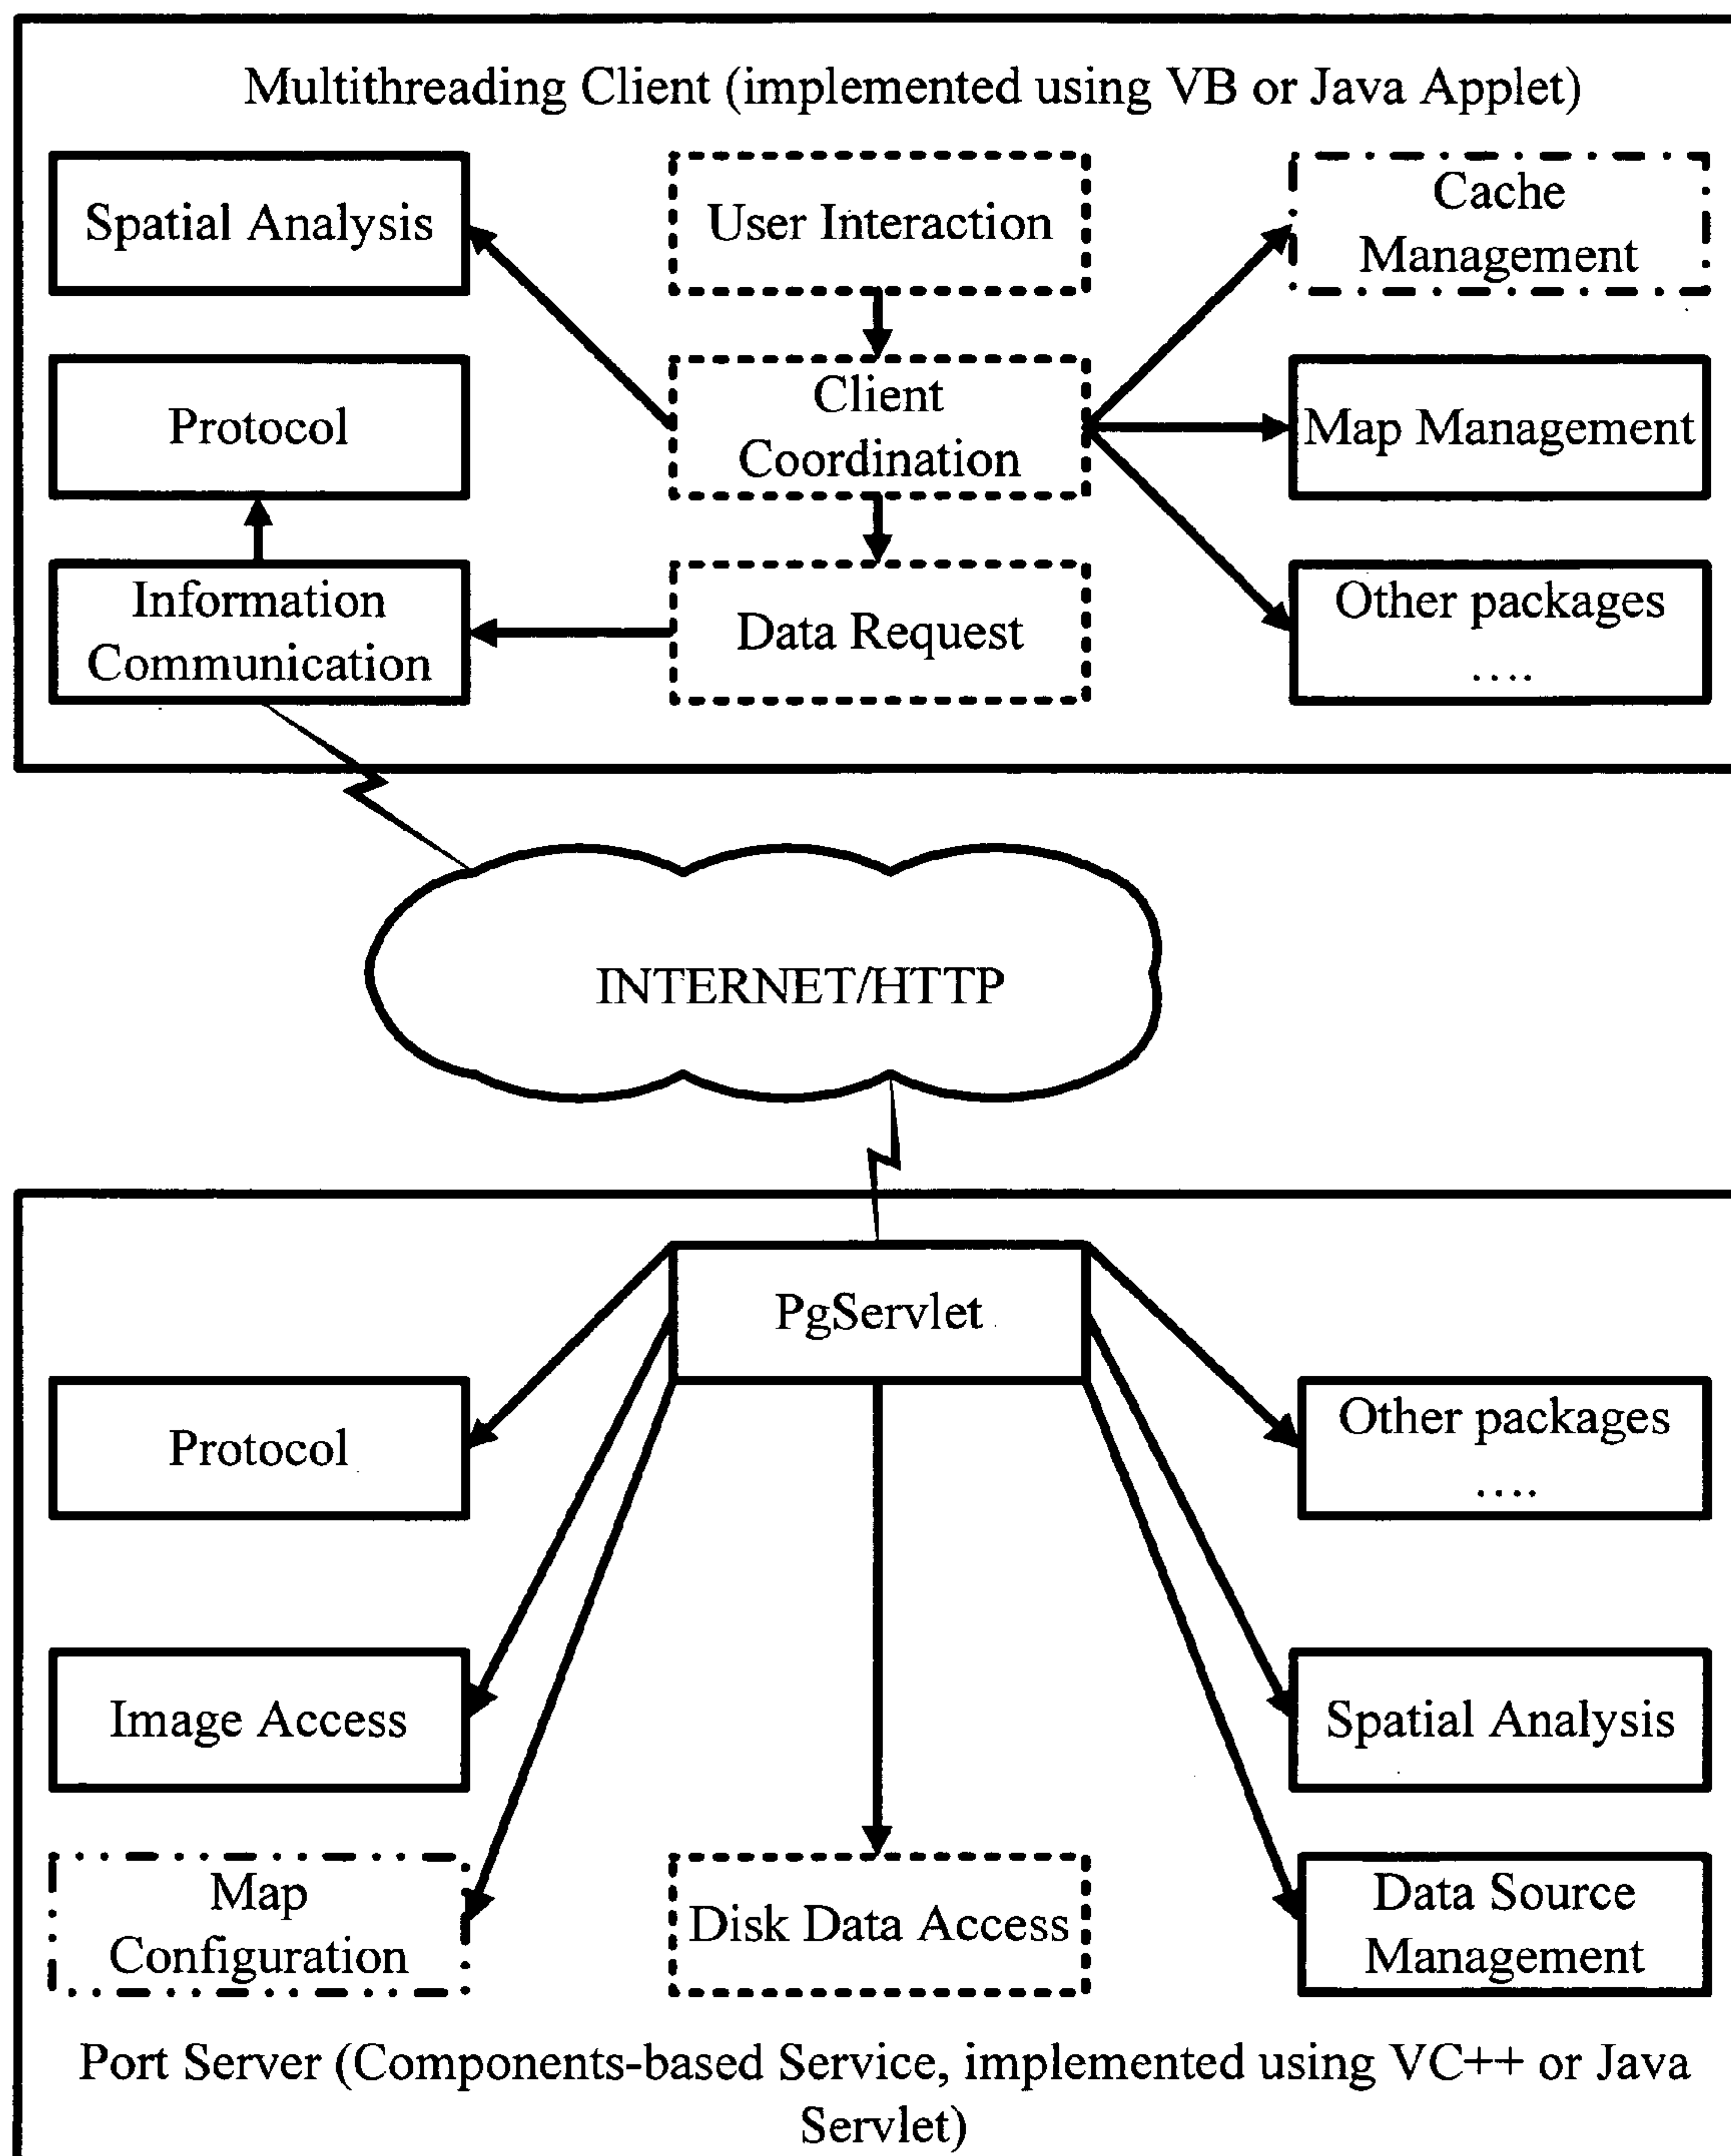 Multithreading Client (implemented using VB or Java Applet)
Spatial Analysis
User Interaction
Cache
Management
Protocol
Client
Coordination
Map Management
Information
Communication
Data Request
Other packages
....
INTERNET/HTTP
PgServlet
Protocol
Other packages
....
Image Access
Spatial Analysis
Map
Configuration
Disk Data Access
Data Source
Management
Port Server (Components-based Service, implemented using VC++ or Java
Servlet)